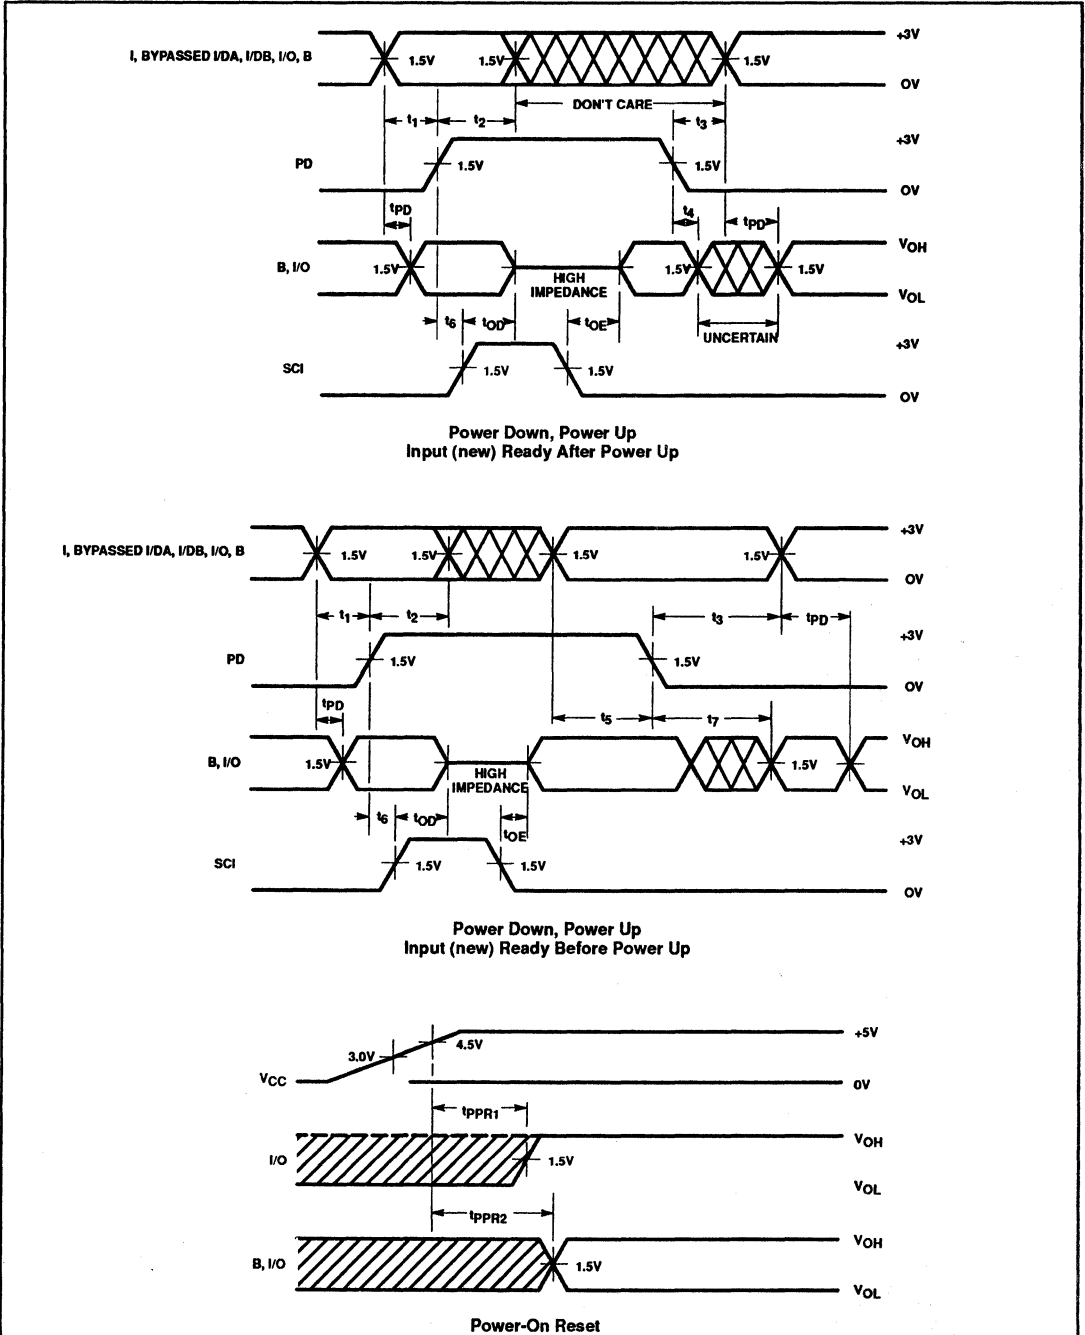 +3V
I, BYPASSED I/DA, I/DB, I/O, B 1.5V 1.5V 1.5V
0V
DON'T CARE
t1 t2 t3
+3V
PD 1.5V 1.5V
0V
tPD t4 tPD
VOH
B, I/O 1.5V 1.5V 1.5V
HIGH
IMPEDANCE
VOL
t6 tOD tOE
UNCERTAIN
+3V
SCI 1.5V 1.5V
0V
Power Down, Power Up
Input (new) Ready After Power Up
+3V
I, BYPASSED I/DA, I/DB, I/O, B 1.5V 1.5V 1.5V 1.5V
0V
t1 t2 t3 tPD
+3V
PD 1.5V 1.5V
0V
tPD t5 t7
VOH
B, I/O 1.5V 1.5V
HIGH
IMPEDANCE
VOL
t6 tOD tOE
+3V
SCI 1.5V 1.5V
0V
Power Down, Power Up
Input (new) Ready Before Power Up
+5V
3.0V 4.5V
VCC 0V
tPPR1
VOH
I/O 1.5V
VOL
tPPR2
VOH
B, I/O 1.5V
VOL
Power-On Reset